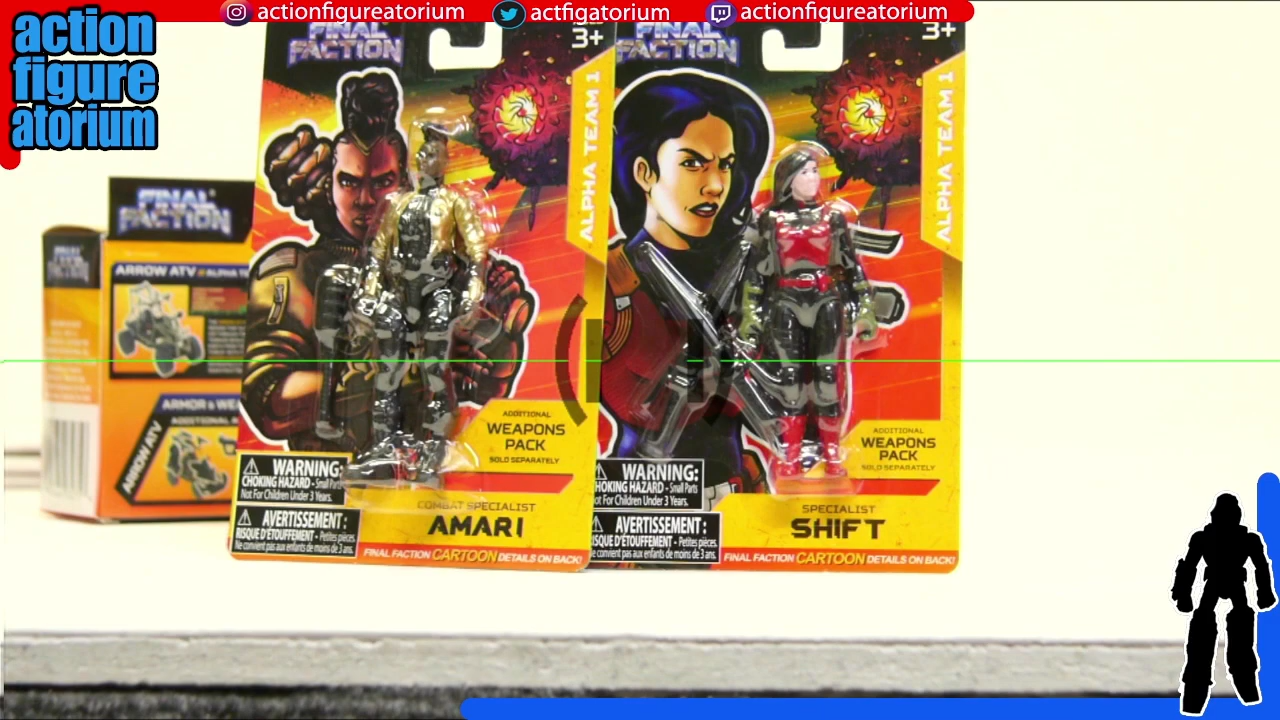 actionfigureatorium
actfigatorium
actionfigureatorium
action
figure
atorium
FINAL
FACTION
3+
ALPHA TEAM 1
FINAL
FACTION
3+
ALPHA TEAM 1
FINAL
FACTION
ARROW ATV
ARROW ATV
ADDITIONAL
WEAPONS
PACK
SOLD SEPARATELY
WARNING:
CHOKING HAZARD - Small Parts
Not For Children Under 3 Years.
AVERTISSEMENT :
RISQUE D'ÉTOUFFEMENT - Petites pièces.
Ne convient pas aux enfants de moins de 3 ans.
COMBAT SPECIALIST
AMARI
FINAL FACTION CARTOON DETAILS ON BACK!
ADDITIONAL
WEAPONS
PACK
SOLD SEPARATELY
WARNING:
HOKING HAZARD - Small Parts
Not For Children Under 3 Years.
AVERTISSEMENT :
ISQUE D'ÉTOUFFEMENT - Petites pièces.
e convient pas aux enfants de moins de 3 ans.
SPECIALIST
SHIFT
FINAL FACTION CARTOON DETAILS ON BACK!